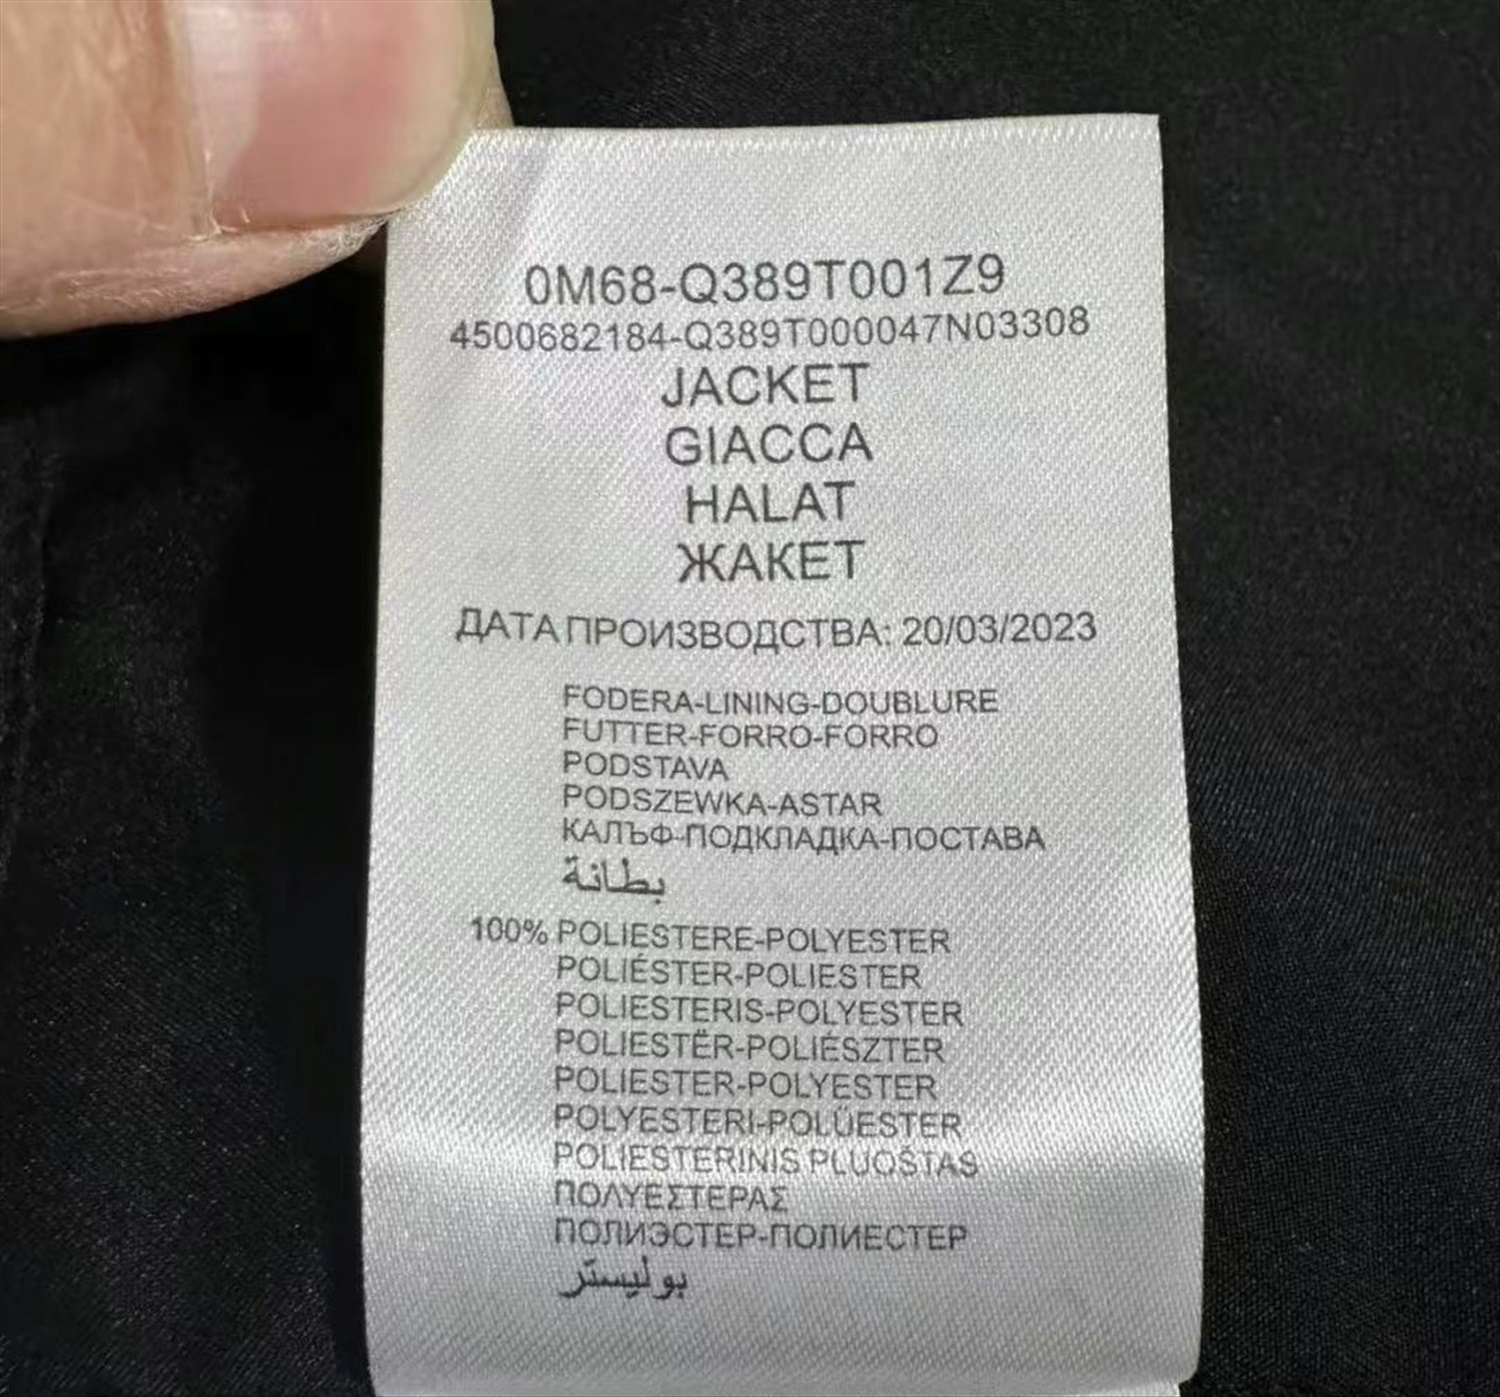 0M68-Q389T001Z9
4500682184-Q389T000047N03308
JACKET
GIACCA
HALAT
ЖАКЕТ
ДАТА ПРОИЗВОДСТВА: 20/03/2023
FODERA-LINING-DOUBLURE
FUTTER-FORRO-FORRO
PODSTAVA
PODSZEWKA-ASTAR
КАЛЪФ-ПОДКЛАДКА-ПОСТАВА
بطانة
100% POLIESTERE-POLYESTER
POLIÉSTER-POLIESTER
POLIESTERIS-POLYESTER
POLIESTËR-POLIÉSZTER
POLIESTER-POLYESTER
POLYESTERI-POLÜESTER
POLIESTERINIS PLUOŠTAS
ΠΟΛΥΕΣΤΕΡΑΣ
ПОЛИЭСТЕР-ПОЛИЕСТЕР
بوليستر